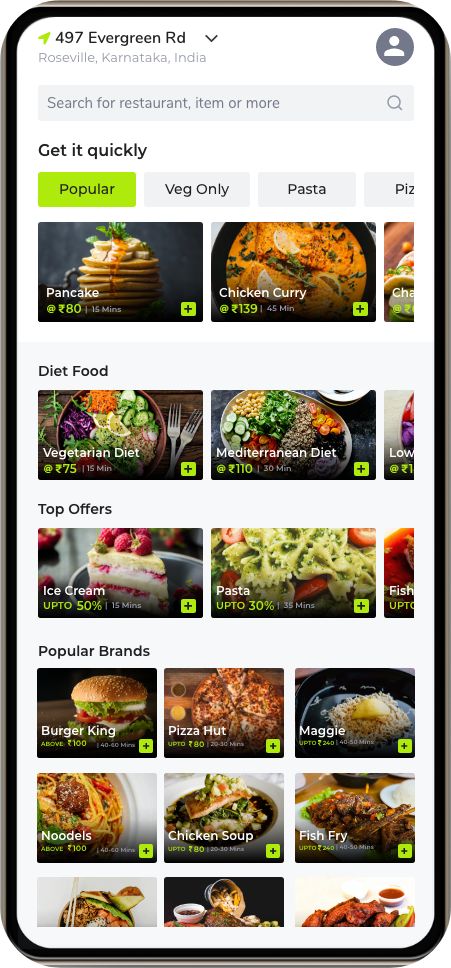 497 Evergreen Rd
Roseville, Karnataka, India
Search for restaurant, item or more
Get it quickly
Popular Veg Only Pasta Piz
Pancake Chicken Curry Cha
@ ₹80 | 15 Mins @ ₹139 | 45 Min @ ₹
Diet Food
Vegetarian Diet Mediterranean Diet Low
@ ₹75 | 15 Min @ ₹110 | 30 Min @ ₹1
Top Offers
Ice Cream Pasta Fish
UPTO 50% | 15 Mins UPTO 30% | 35 Mins UPTO
Popular Brands
Burger King Pizza Hut Maggie
ABOVE ₹100 | 40-60 Mins UPTO ₹80 | 20-30 Mins UPTO ₹240 | 40-50 Mins
Noodels Chicken Soup Fish Fry
ABOVE ₹100 | 40-60 Mins UPTO ₹80 | 20-30 Mins UPTO ₹240 | 40-50 Mins